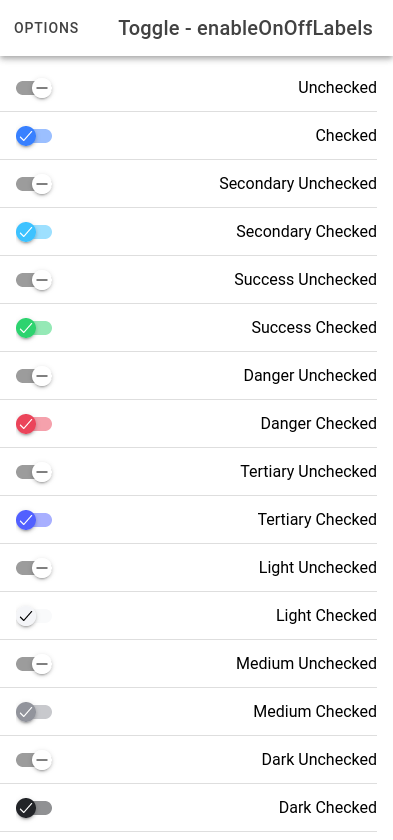 OPTIONS Toggle - enableOnOffLabels
Unchecked
Checked
Secondary Unchecked
Secondary Checked
Success Unchecked
Success Checked
Danger Unchecked
Danger Checked
Tertiary Unchecked
Tertiary Checked
Light Unchecked
Light Checked
Medium Unchecked
Medium Checked
Dark Unchecked
Dark Checked